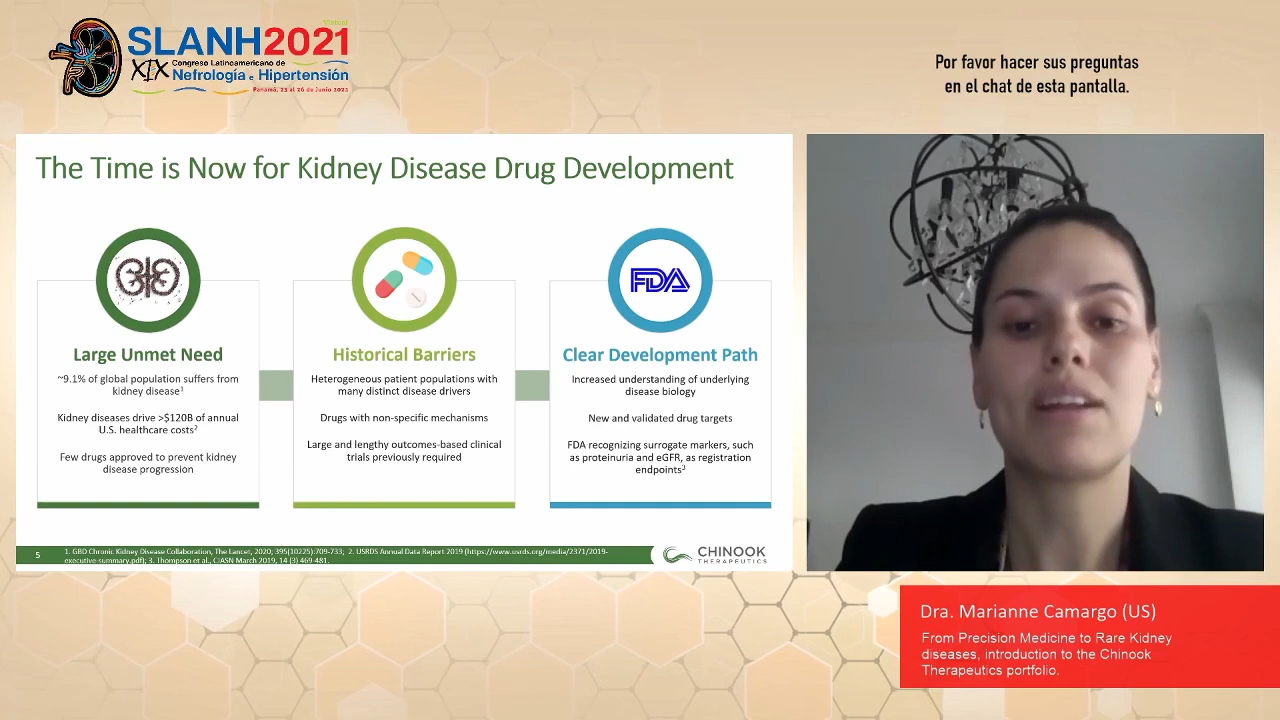 Virtual
SLANH2021
XIX Congreso Latinoamericano de
Nefrología e Hipertensión
Panamá, 23 al 26 de junio 2021
Por favor hacer sus preguntas
en el chat de esta pantalla.
The Time is Now for Kidney Disease Drug Development
Large Unmet Need
~9.1% of global population suffers from
kidney disease1
Kidney diseases drive >$120B of annual
U.S. healthcare costs2
Few drugs approved to prevent kidney
disease progression
Historical Barriers
Heterogeneous patient populations with
many distinct disease drivers
Drugs with non-specific mechanisms
Large and lengthy outcomes-based clinical
trials previously required
FDA
Clear Development Path
Increased understanding of underlying
disease biology
New and validated drug targets
FDA recognizing surrogate markers, such
as proteinuria and eGFR, as registration
endpoints3
5
1. GBD Chronic Kidney Disease Collaboration, The Lancet, 2020; 395(10225):709-733; 2. USRDS Annual Data Report 2019 (https://www.usrds.org/media/2371/2019-
executive-summary.pdf); 3. Thompson et al., CJASN March 2019, 14 (3) 469-481.
CHINOOK
THERAPEUTICS
Dra. Marianne Camargo (US)
From Precision Medicine to Rare Kidney
diseases, introduction to the Chinook
Therapeutics portfolio.